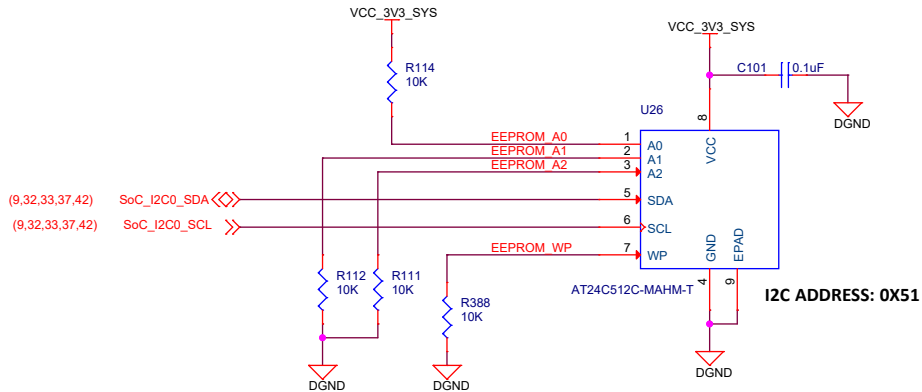 VCC_3V3_SYS
VCC_3V3_SYS
R114
10K
C101
0.1uF
DGND
U26
8
VCC
EEPROM_A0
1
A0
EEPROM_A1
2
A1
EEPROM_A2
3
A2
(9,32,33,37,42)
SoC_I2C0_SDA
5
SDA
(9,32,33,37,42)
SoC_I2C0_SCL
6
SCL
EEPROM_WP
7
WP
GND
EPAD
4
9
R112
10K
R111
10K
R388
10K
AT24C512C-MAHM-T
I2C ADDRESS: 0X51
DGND
DGND
DGND